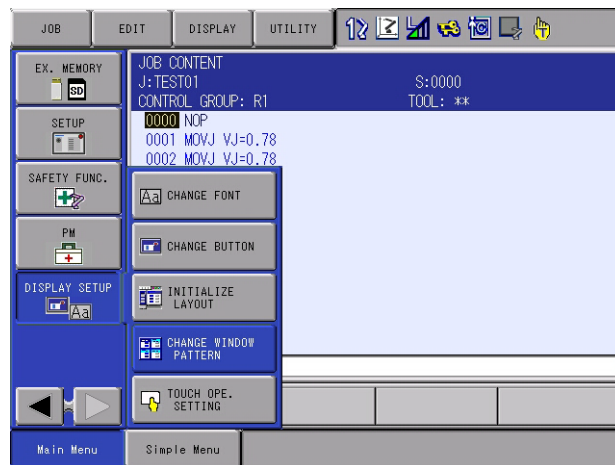 JOB
EDIT
DISPLAY
UTILITY
EX. MEMORY
SD
SETUP
SAFETY FUNC.
PM
DISPLAY SETUP
Aa
JOB CONTENT
J:TEST01 S:0000
CONTROL GROUP: R1 TOOL: **
0000 NOP
0001 MOVJ VJ=0.78
0002 MOVJ VJ=0.78
Aa CHANGE FONT
CHANGE BUTTON
INITIALIZE
LAYOUT
CHANGE WINDOW
PATTERN
TOUCH OPE.
SETTING
Main Menu
Simple Menu